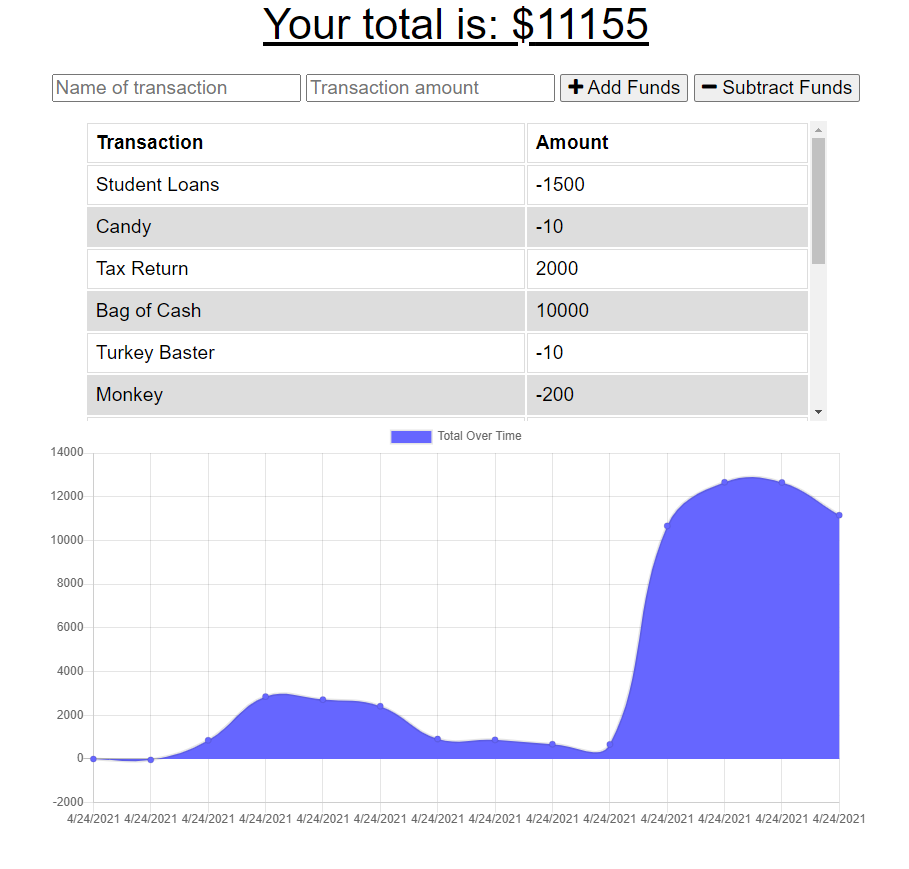 Your total is: $11155
Name of transaction Transaction amount Add Funds Subtract Funds
Transaction Amount
Student Loans -1500
Candy -10
Tax Return 2000
Bag of Cash 10000
Turkey Baster -10
Monkey -200
Total Over Time
14000
12000
10000
8000
6000
4000
2000
0
-2000
4/24/2021 4/24/2021 4/24/2021 4/24/2021 4/24/2021 4/24/2021 4/24/2021 4/24/2021 4/24/2021 4/24/2021 4/24/2021 4/24/2021 4/24/2021 4/24/2021